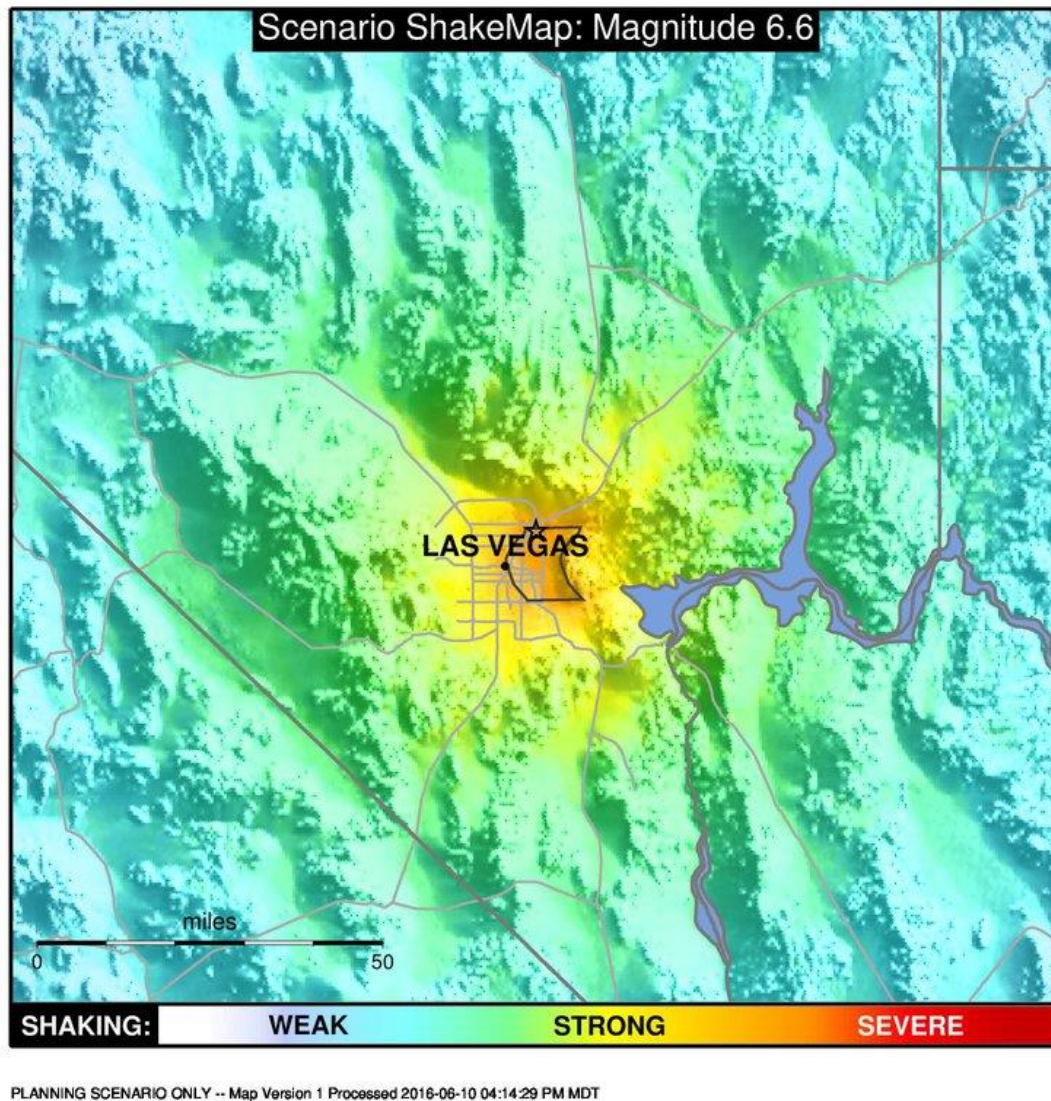 Scenario ShakeMap: Magnitude 6.6
LAS VEGAS
miles
0 50
SHAKING: WEAK STRONG SEVERE
PLANNING SCENARIO ONLY -- Map Version 1 Processed 2016-06-10 04:14:29 PM MDT